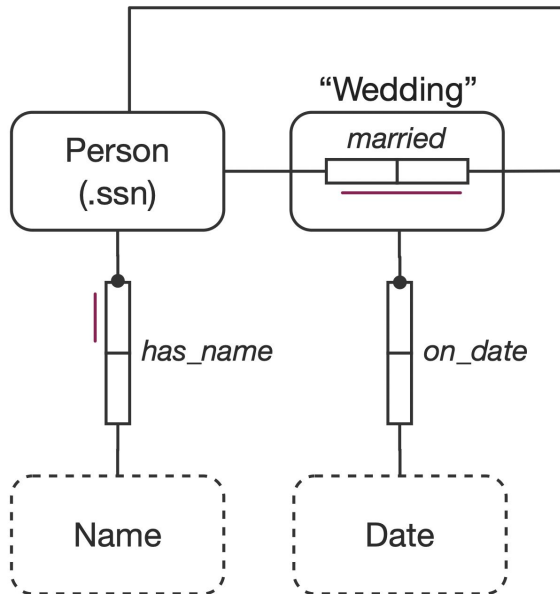 “Wedding”
Person
(.ssn)
married
has_name
on_date
Name
Date